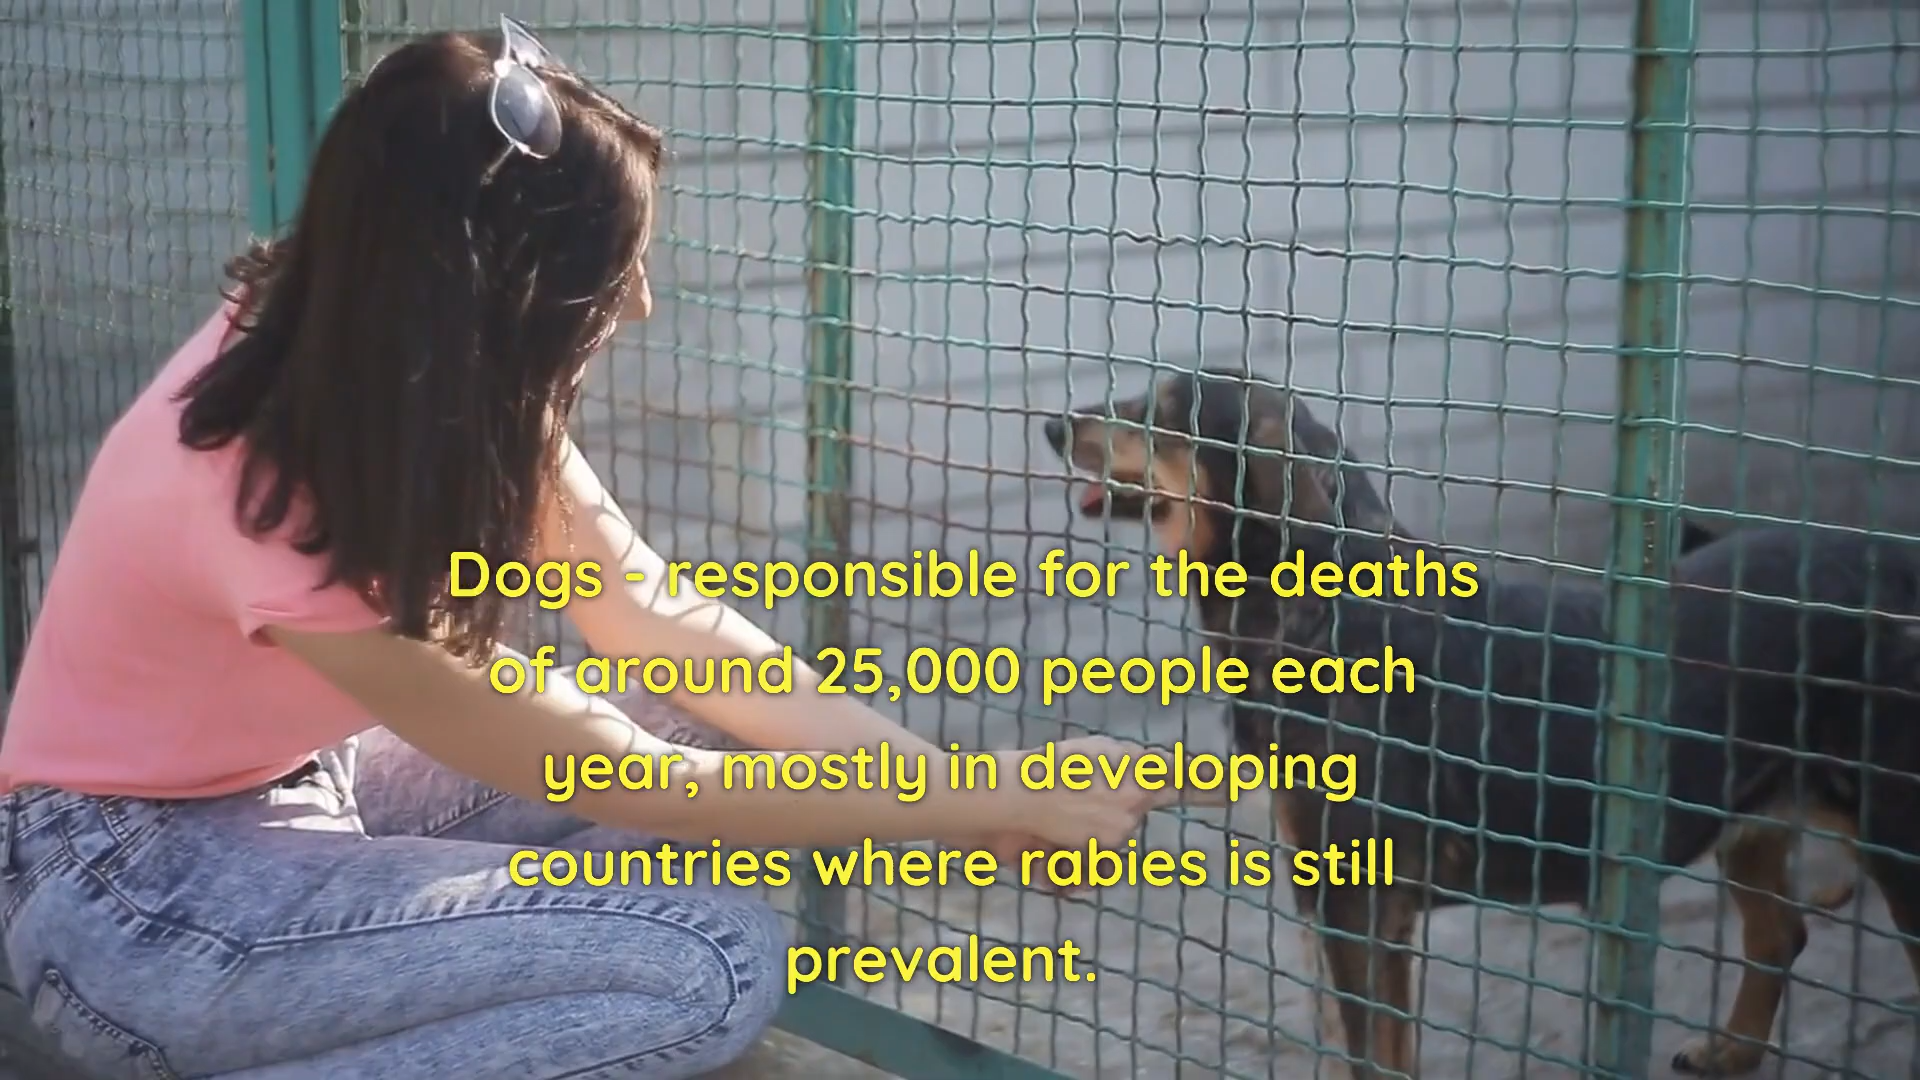 Dogs - responsible for the deaths
of around 25,000 people each
year, mostly in developing
countries where rabies is still
prevalent.